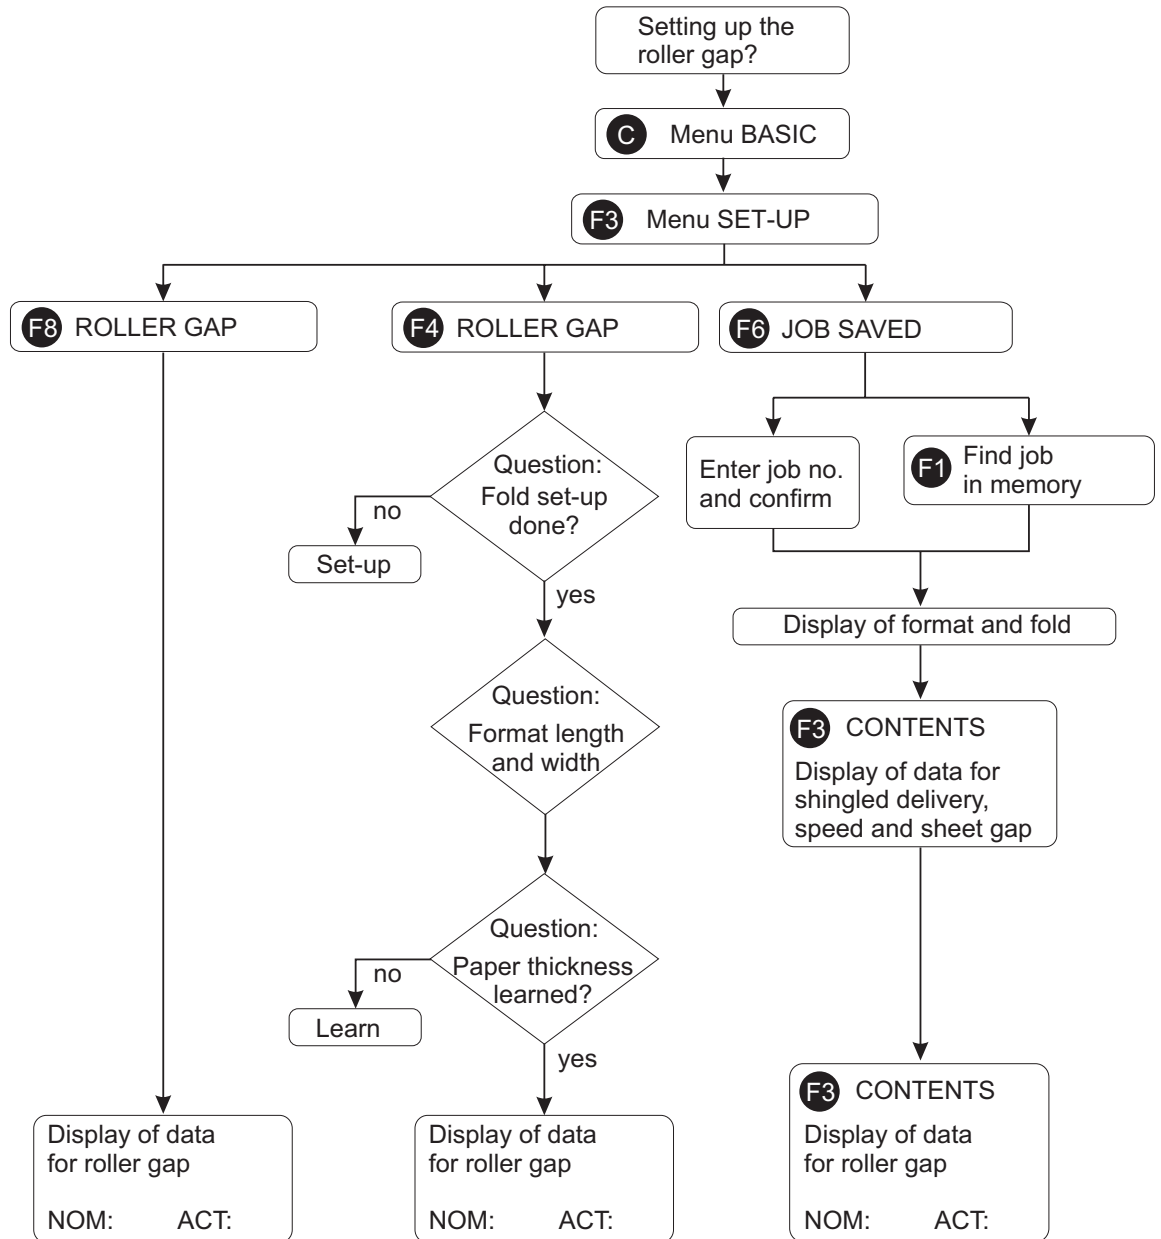 Setting up the
roller gap?
C Menu BASIC
F3 Menu SET-UP
F8 ROLLER GAP
F4 ROLLER GAP
F6 JOB SAVED
Question:
Fold set-up
done?
no
Set-up
yes
Enter job no.
and confirm
F1 Find job
in memory
Display of format and fold
Question:
Format length
and width
F3 CONTENTS
Display of data for
shingled delivery,
speed and sheet gap
Question:
Paper thickness
learned?
no
Learn
yes
Display of data
for roller gap
NOM: ACT:
Display of data
for roller gap
NOM: ACT:
F3 CONTENTS
Display of data
for roller gap
NOM: ACT: